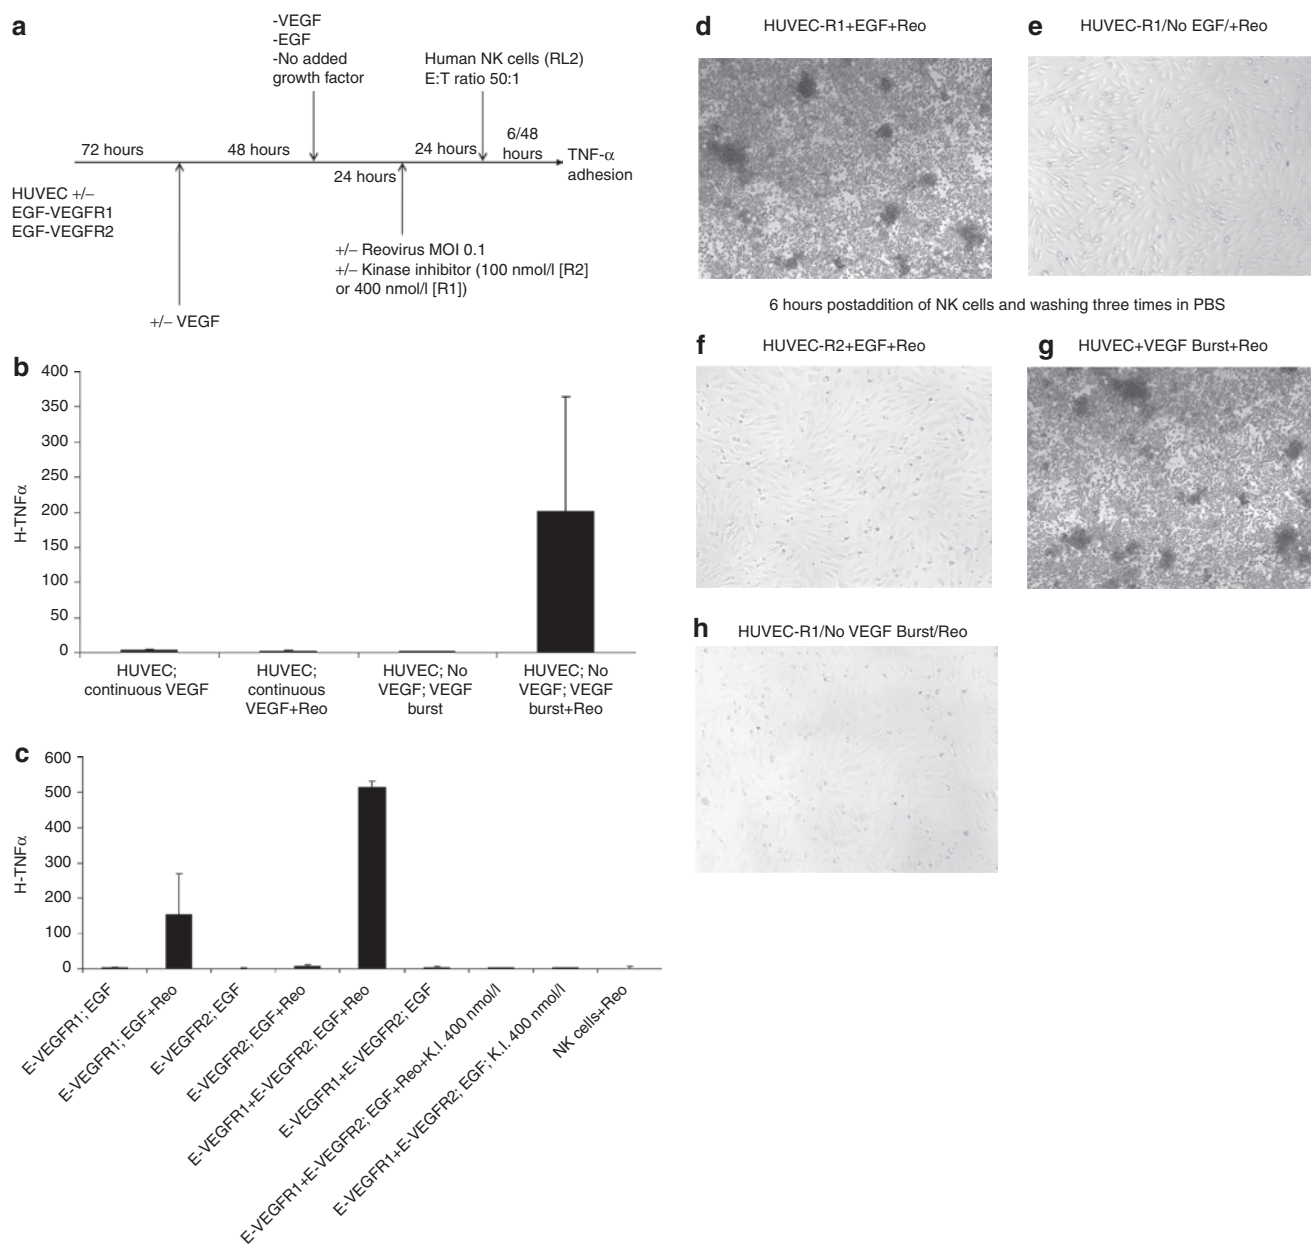 a
-VEGF
-EGF
-No added
growth factor
Human NK cells (RL2)
E:T ratio 50:1
72 hours
48 hours
24 hours
24 hours
6/48
hours
TNF-α
adhesion
HUVEC +/−
EGF-VEGFR1
EGF-VEGFR2
+/− Reovirus MOI 0.1
+/− Kinase inhibitor (100 nmol/l [R2]
or 400 nmol/l [R1])
+/− VEGF
b
H-TNFα
400
350
300
250
200
150
100
50
0
HUVEC;
continuous VEGF
HUVEC;
continuous
VEGF+Reo
HUVEC; No
VEGF; VEGF
burst
HUVEC; No
VEGF; VEGF
burst+Reo
c
H-TNFα
600
500
400
300
200
100
0
E-VEGFR1; EGF
E-VEGFR1; EGF+Reo
E-VEGFR2; EGF
E-VEGFR2; EGF+Reo
E-VEGFR1+E-VEGFR2; EGF+Reo
E-VEGFR1+E-VEGFR2; EGF
E-VEGFR1+E-VEGFR2; EGF+Reo+K.I. 400 nmol/l
E-VEGFR1+E-VEGFR2; EGF; K.I. 400 nmol/l
NK cells+Reo
d
HUVEC-R1+EGF+Reo
e
HUVEC-R1/No EGF/+Reo
6 hours postaddition of NK cells and washing three times in PBS
f
HUVEC-R2+EGF+Reo
g
HUVEC+VEGF Burst+Reo
h
HUVEC-R1/No VEGF Burst/Reo